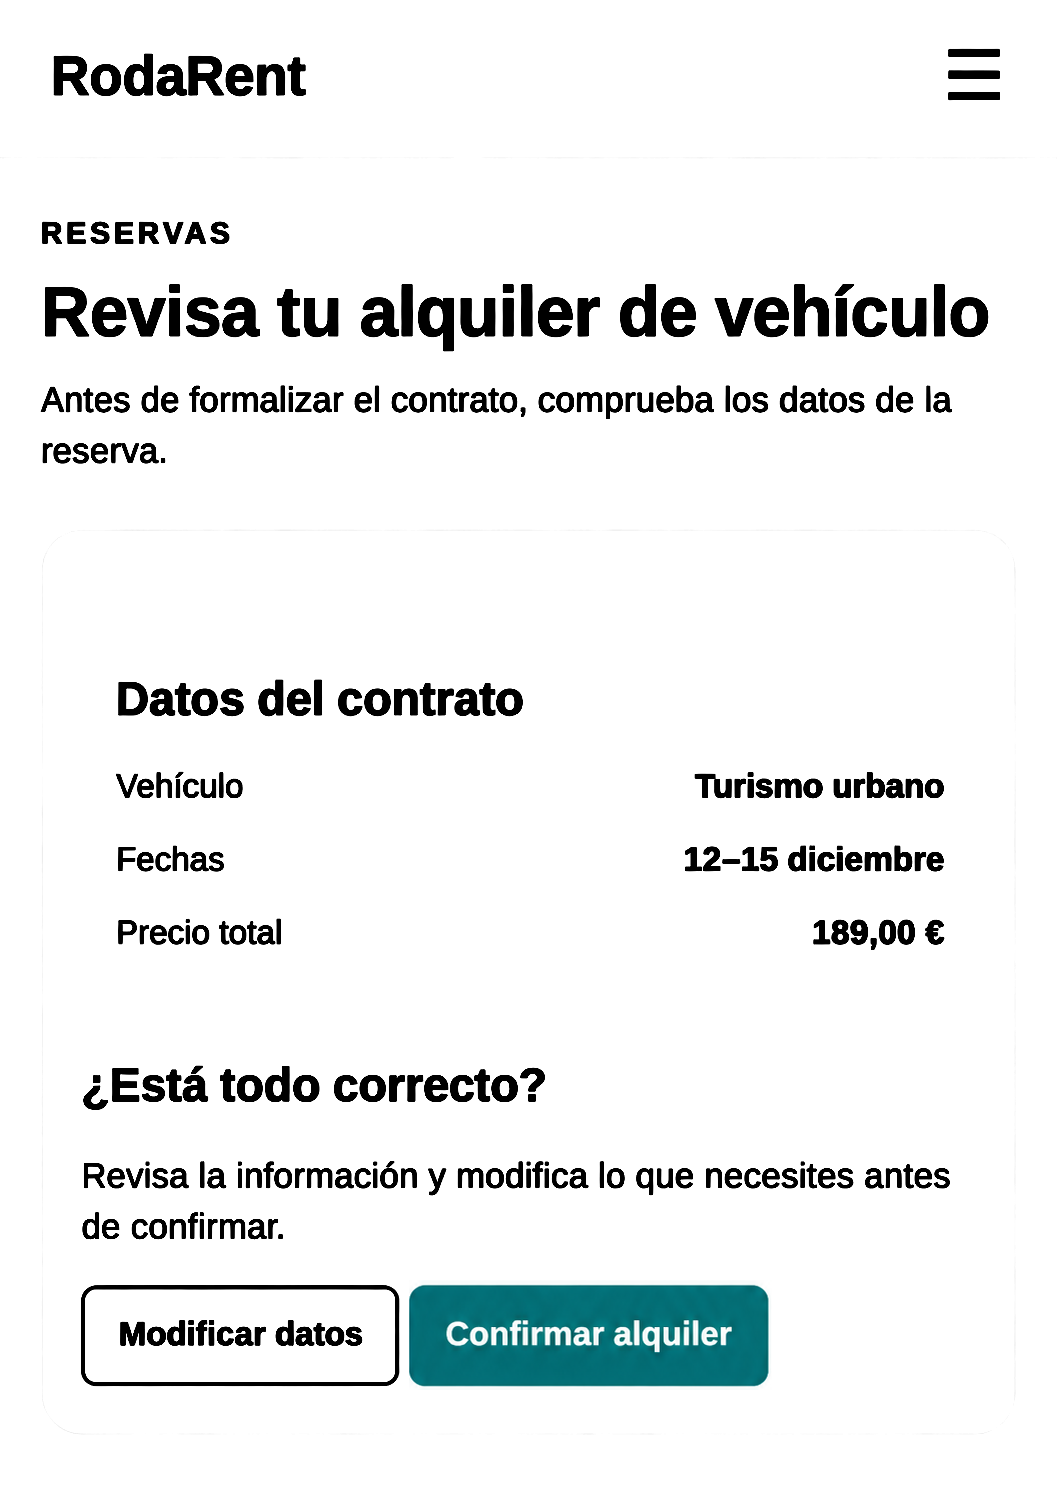 RodaRent
RESERVAS
Revisa tu alquiler de vehículo
Antes de formalizar el contrato, comprueba los datos de la
reserva.
Datos del contrato
Vehículo Turismo urbano
Fechas 12–15 diciembre
Precio total 189,00 €
¿Está todo correcto?
Revisa la información y modifica lo que necesites antes
de confirmar.
Modificar datos Confirmar alquiler